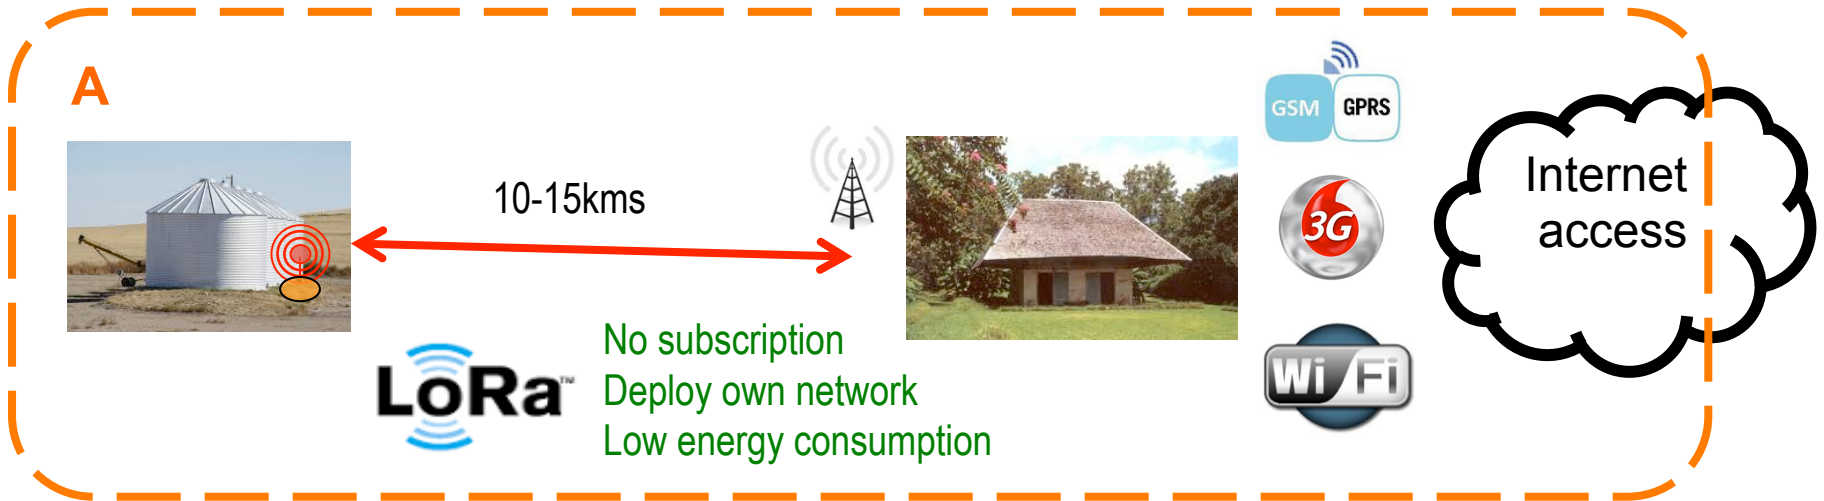 A
10-15kms
LoRa™
No subscription
Deploy own network
Low energy consumption
GSM GPRS
3G
Wi Fi
Internet
access